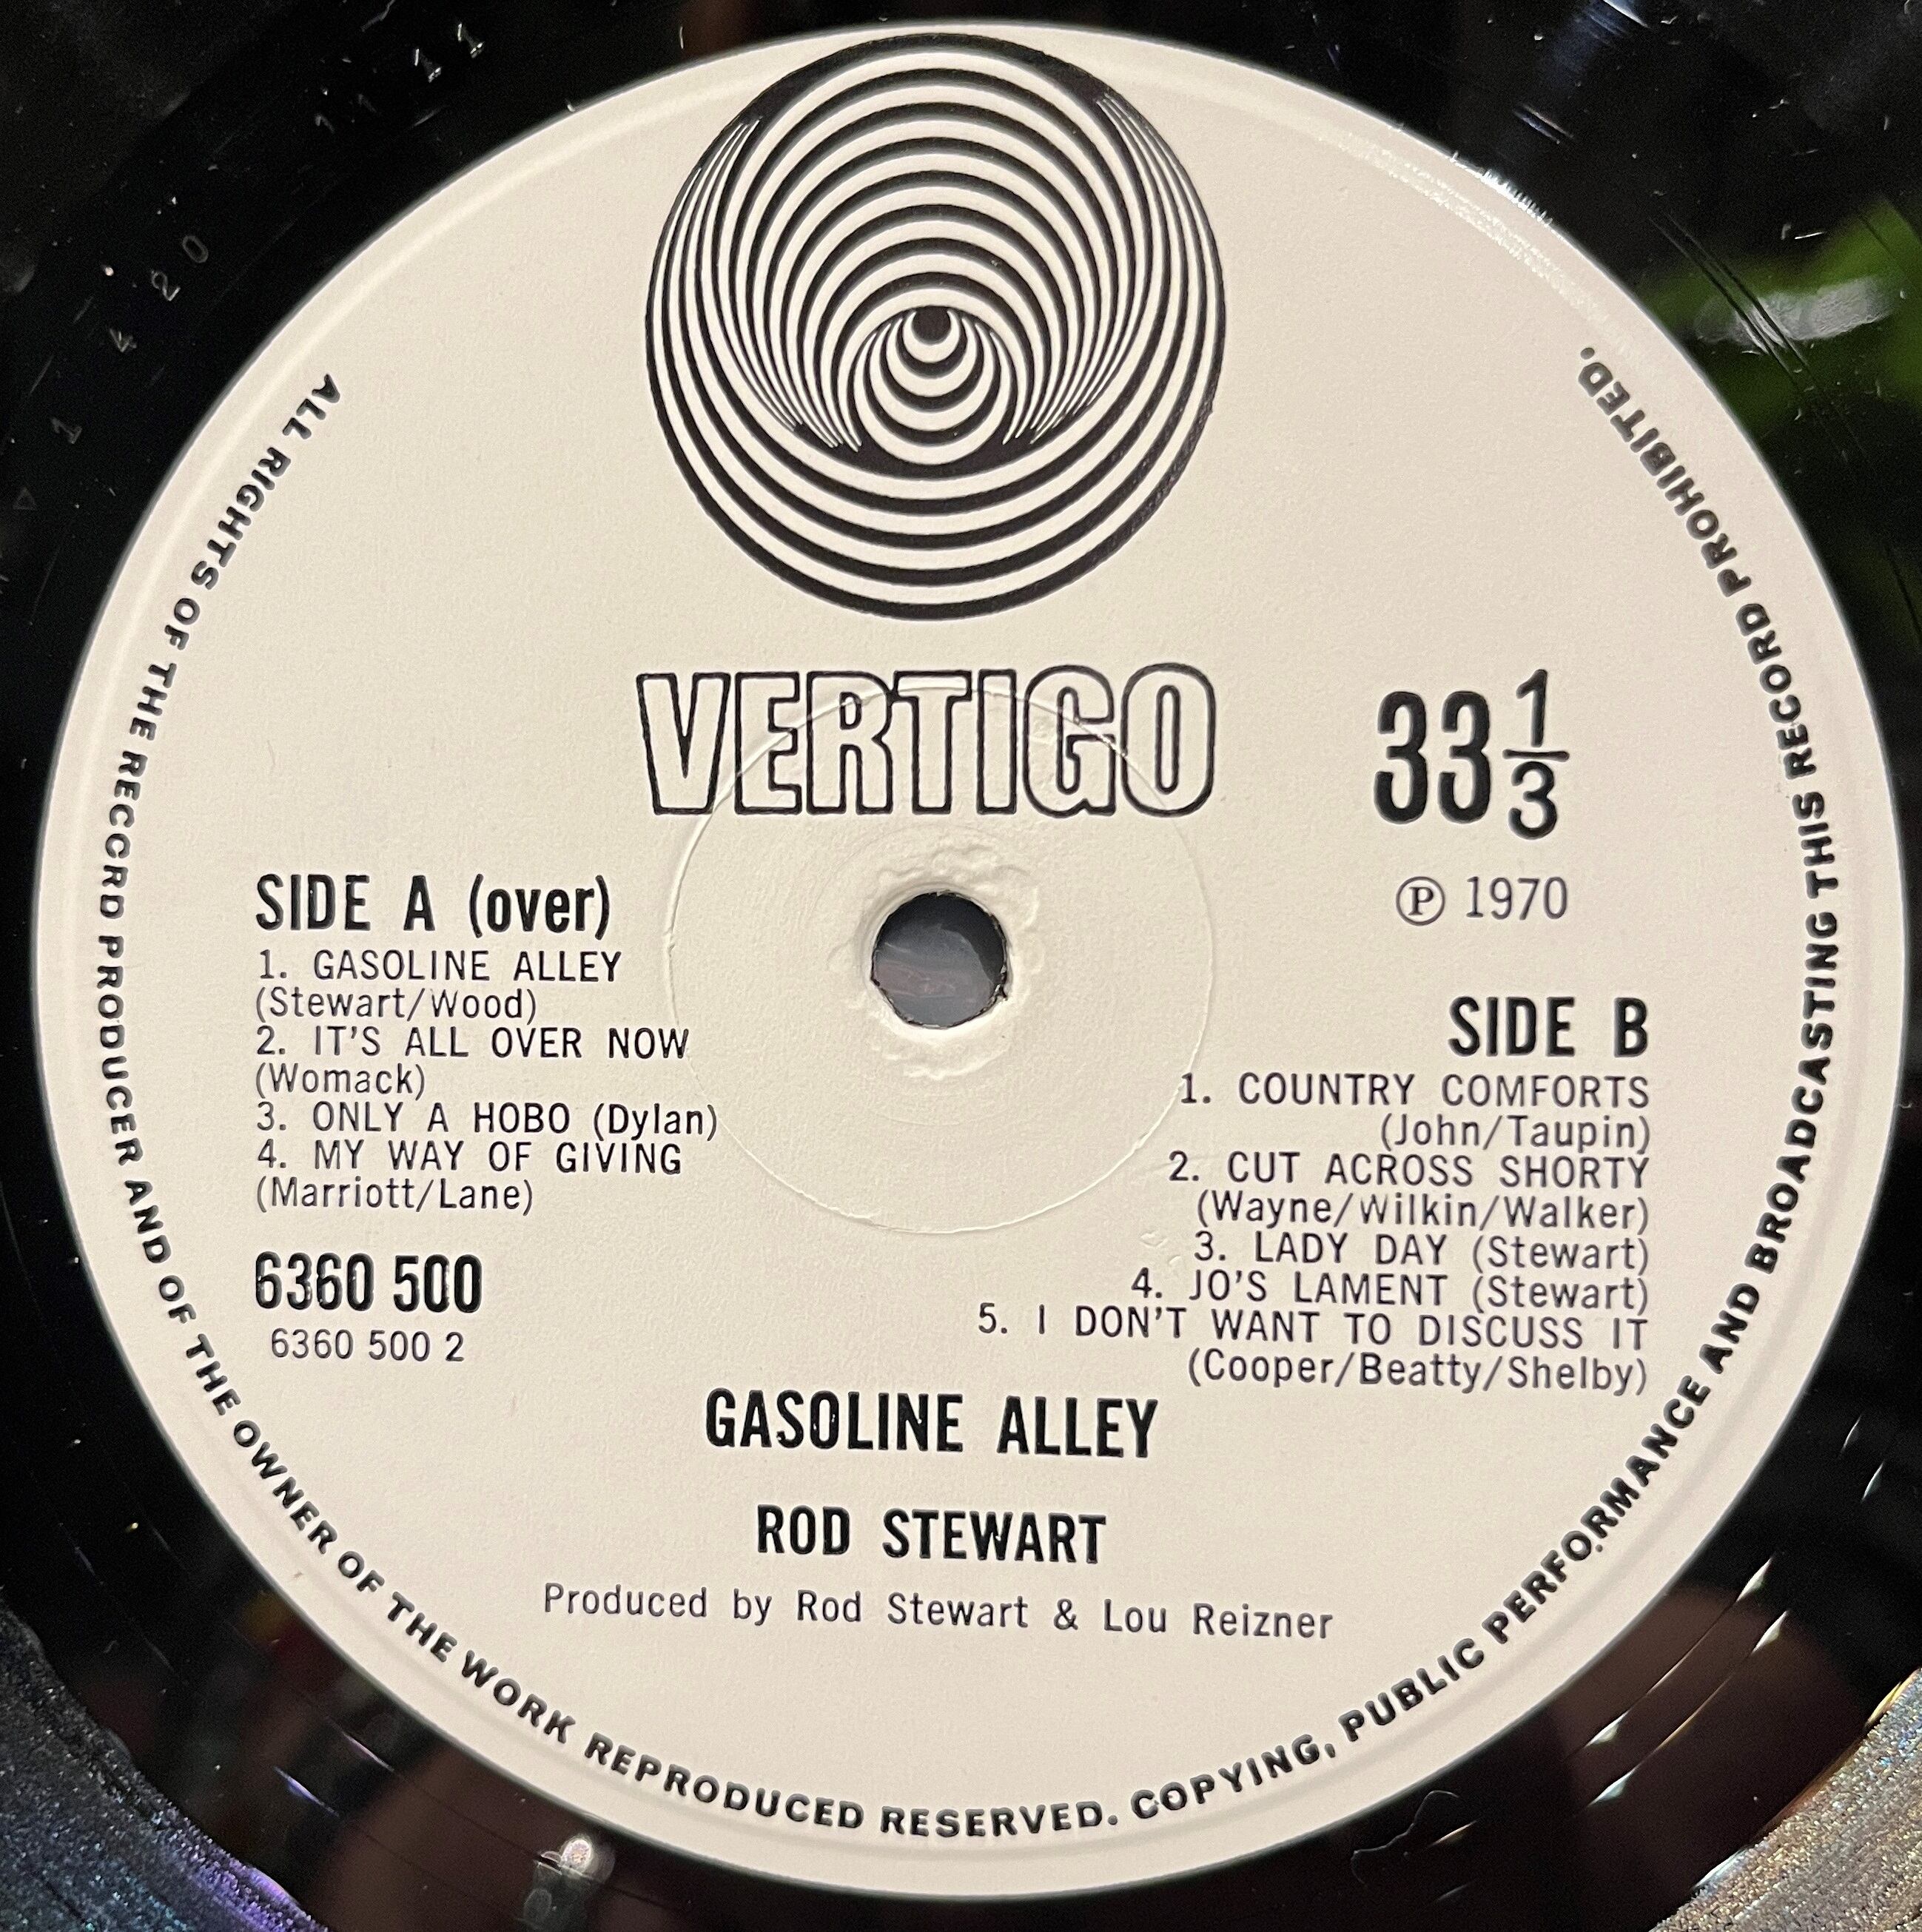 VERTIGO
33 1/3
℗ 1970
SIDE A (over)
1. GASOLINE ALLEY
(Stewart/Wood)
2. IT'S ALL OVER NOW
(Womack)
3. ONLY A HOBO (Dylan)
4. MY WAY OF GIVING
(Marriott/Lane)
6360 500
6360 500 2
SIDE B
1. COUNTRY COMFORTS
(John/Taupin)
2. CUT ACROSS SHORTY
(Wayne/Wilkin/Walker)
3. LADY DAY (Stewart)
4. JO'S LAMENT (Stewart)
5. I DON'T WANT TO DISCUSS IT
(Cooper/Beatty/Shelby)
GASOLINE ALLEY
ROD STEWART
Produced by Rod Stewart & Lou Reizner
ALL RIGHTS OF THE RECORD PRODUCER AND OF THE OWNER OF THE WORK REPRODUCED RESERVED. COPYING, PUBLIC PERFORMANCE AND BROADCASTING THIS RECORD PROHIBITED.